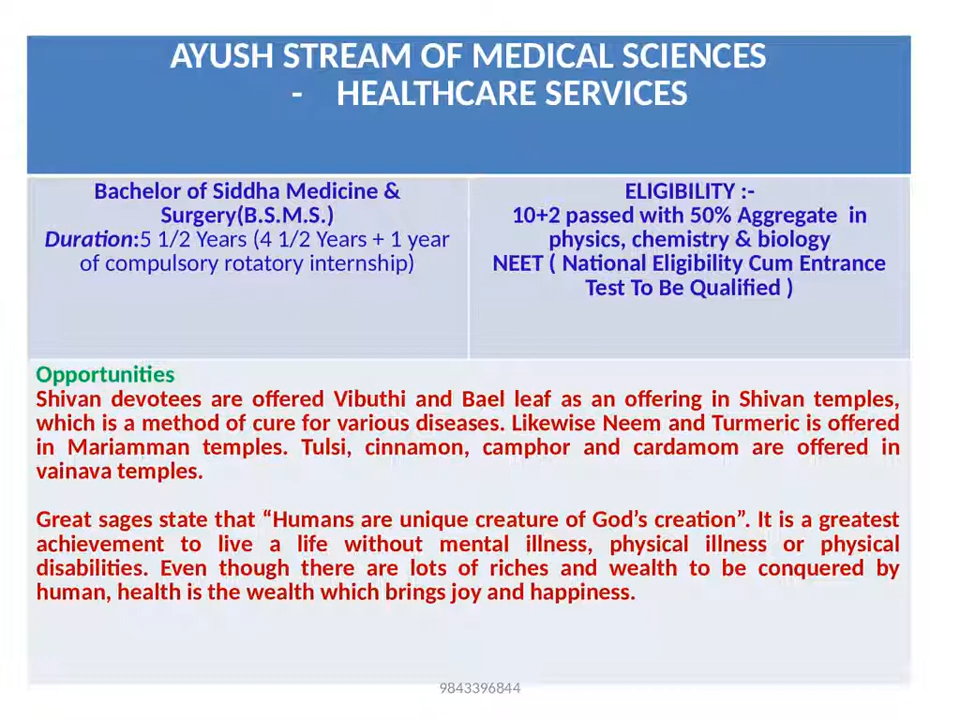 AYUSH STREAM OF MEDICAL SCIENCES
- HEALTHCARE SERVICES
Bachelor of Siddha Medicine &
Surgery(B.S.M.S.)
Duration:5 1/2 Years (4 1/2 Years + 1 year
of compulsory rotatory internship)
ELIGIBILITY :-
10+2 passed with 50% Aggregate in
physics, chemistry & biology
NEET ( National Eligibility Cum Entrance
Test To Be Qualified )
Opportunities
Shivan devotees are offered Vibuthi and Bael leaf as an offering in Shivan temples,
which is a method of cure for various diseases. Likewise Neem and Turmeric is offered
in Mariamman temples. Tulsi, cinnamon, camphor and cardamom are offered in
vainava temples.
Great sages state that “Humans are unique creature of God’s creation”. It is a greatest
achievement to live a life without mental illness, physical illness or physical
disabilities. Even though there are lots of riches and wealth to be conquered by
human, health is the wealth which brings joy and happiness.
9843396844